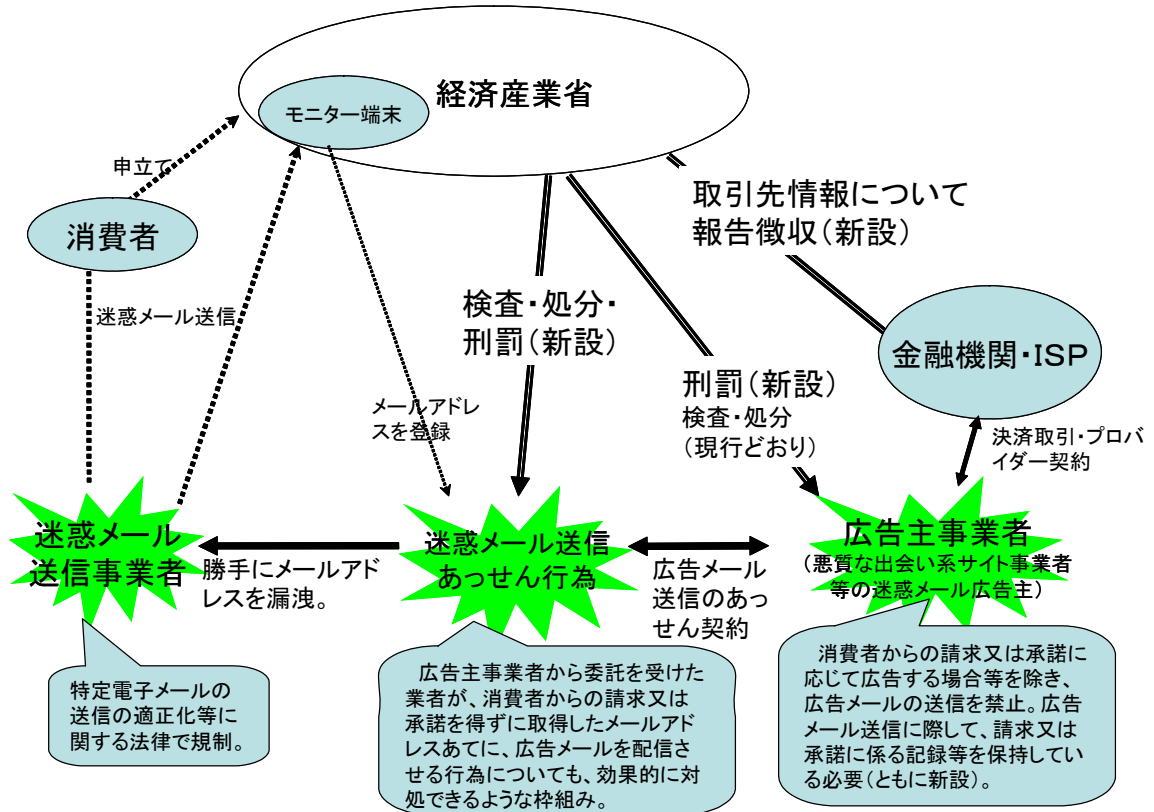 経済産業省
モニター端末
申立て
消費者
迷惑メール送信
取引先情報について
報告徴収（新設）
検査・処分・
刑罰（新設）
金融機関・ISP
刑罰（新設）
検査・処分
（現行どおり）
メールアドレ
スを登録
決済取引・プロバ
イダー契約
迷惑メール
送信事業者
勝手にメールアド
レスを漏洩。
迷惑メール送信
あっせん行為
広告メール
送信のあっ
せん契約
広告主事業者
（悪質な出会い系サイト事業者
等の迷惑メール広告主）
特定電子メールの
送信の適正化等に
関する法律で規制。
広告主事業者から委託を受けた
業者が、消費者からの請求又は
承諾を得ずに取得したメールアド
レスあてに、広告メールを配信さ
せる行為についても、効果的に対
処できるような枠組み。
消費者からの請求又は承諾に
応じて広告する場合等を除き、
広告メールの送信を禁止。広告
メール送信に際して、請求又は
承諾に係る記録等を保持してい
る必要（ともに新設）。